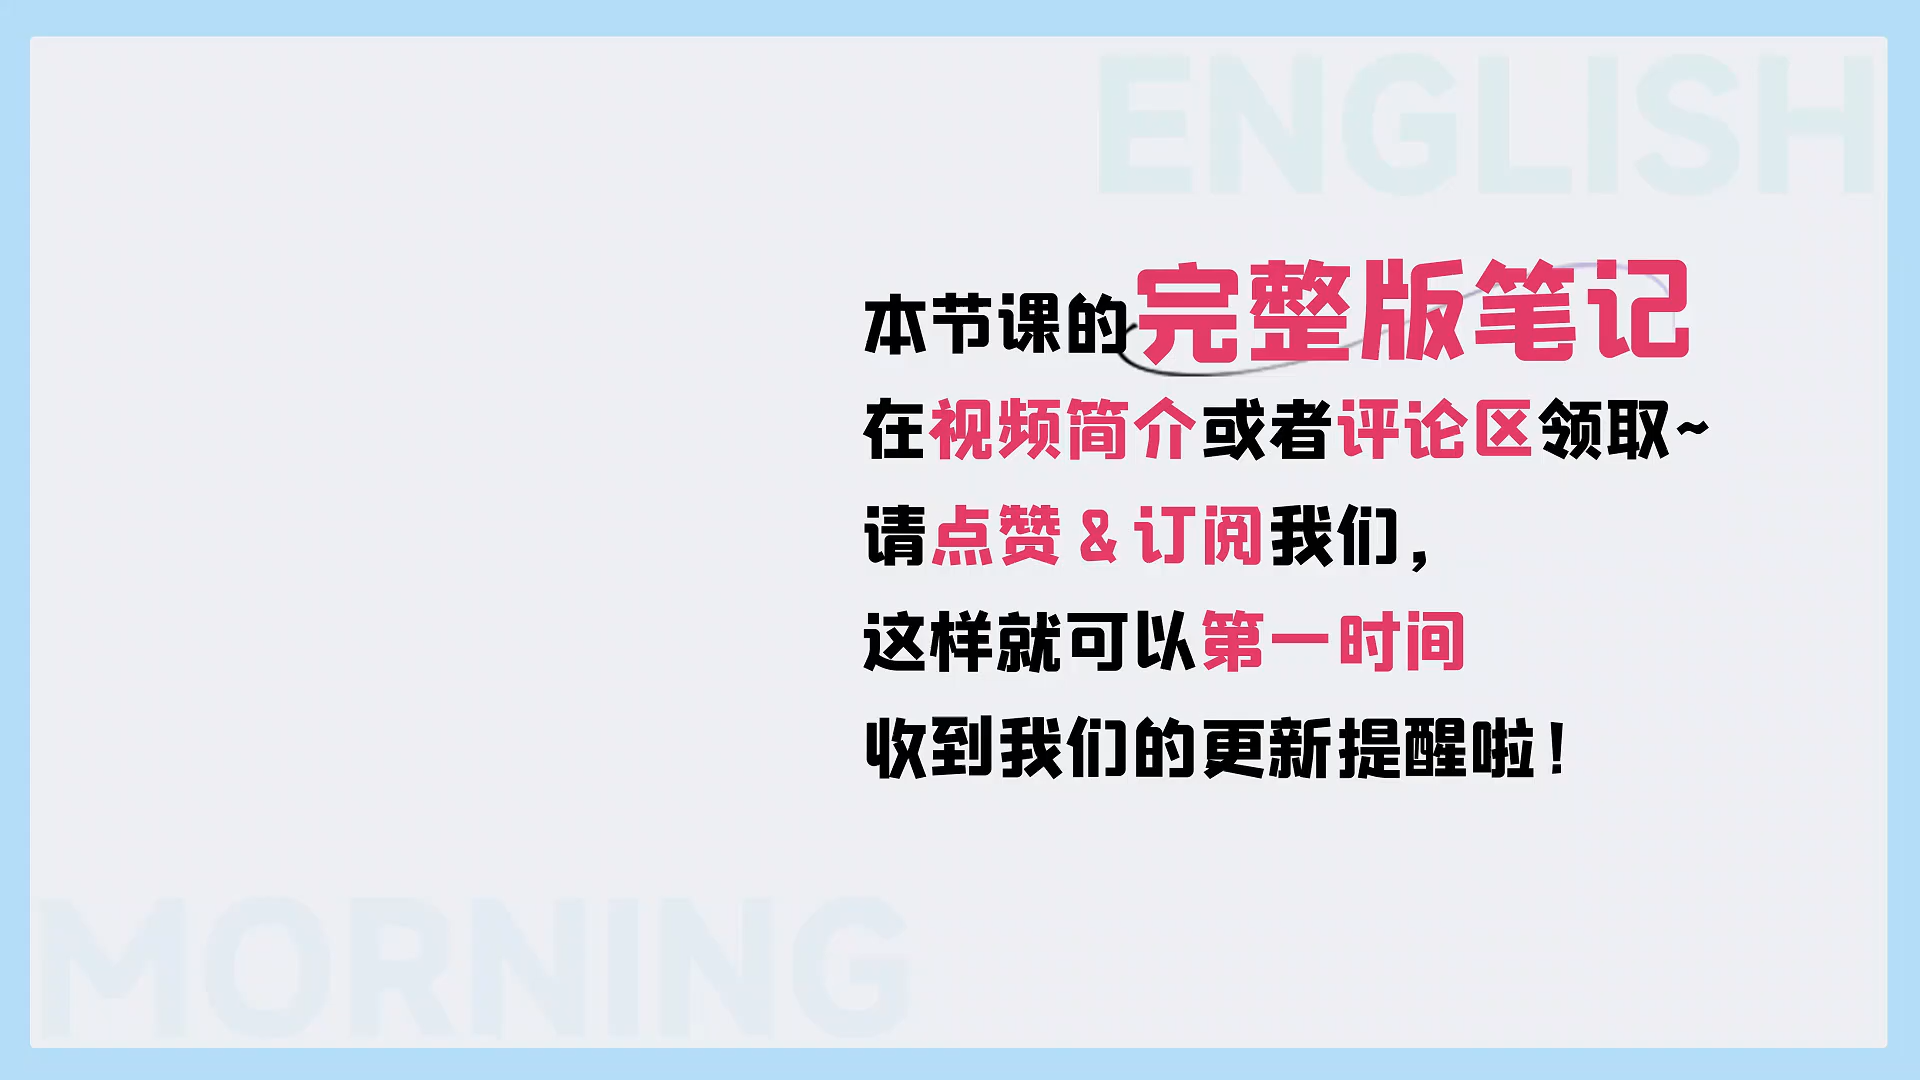 ENGLISH
本节课的完整版笔记
在视频简介或者评论区领取~
请点赞&订阅我们，
这样就可以第一时间
收到我们的更新提醒啦！
MORNING